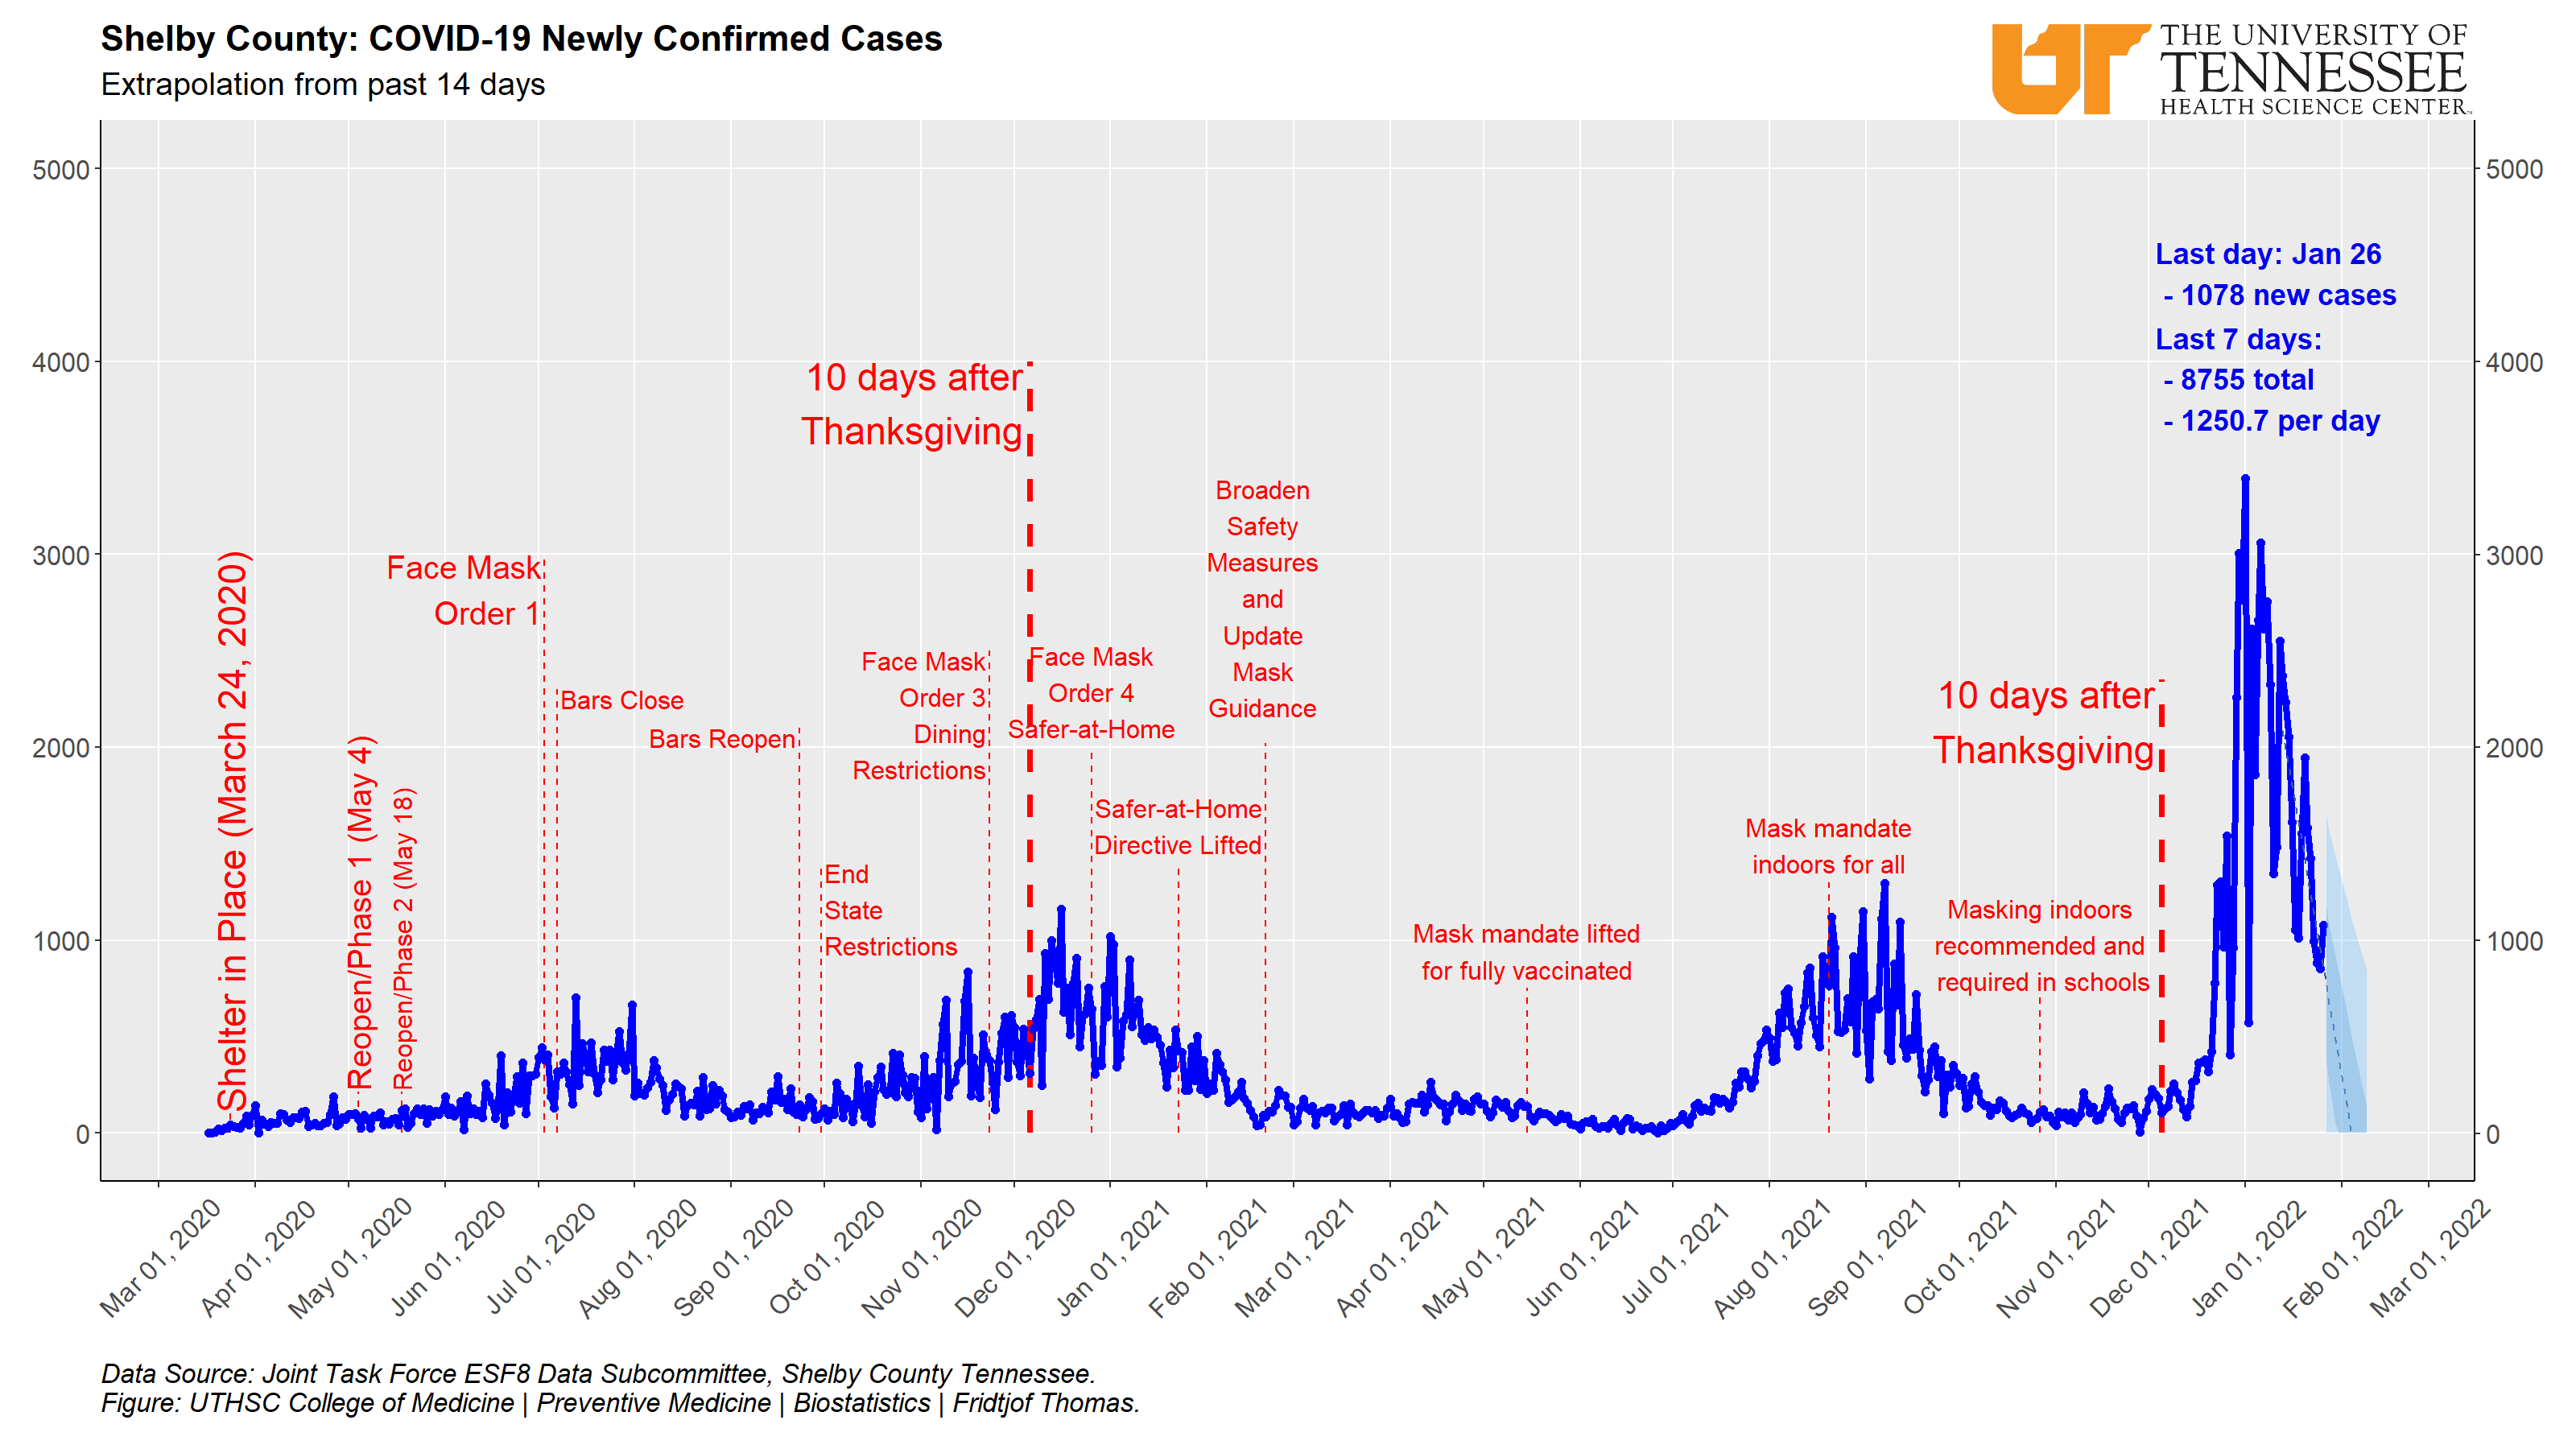 Shelby County: COVID-19 Newly Confirmed Cases
Extrapolation from past 14 days
THE UNIVERSITY OF
TENNESSEE
HEALTH SCIENCE CENTER™
5000
4000
3000
2000
1000
0
5000
4000
3000
2000
1000
0
Shelter in Place (March 24, 2020)
Reopen/Phase 1 (May 4)
Reopen/Phase 2 (May 18)
Face Mask
Order 1
Bars Close
Bars Reopen
End
State
Restrictions
Face Mask
Order 3
Dining
Restrictions
10 days after
Thanksgiving
Face Mask
Order 4
Safer-at-Home
Safer-at-Home
Directive Lifted
Broaden
Safety
Measures
and
Update
Mask
Guidance
Mask mandate lifted
for fully vaccinated
Mask mandate
indoors for all
Masking indoors
recommended and
required in schools
10 days after
Thanksgiving
Last day: Jan 26
- 1078 new cases
Last 7 days:
- 8755 total
- 1250.7 per day
Mar 01, 2020
Apr 01, 2020
May 01, 2020
Jun 01, 2020
Jul 01, 2020
Aug 01, 2020
Sep 01, 2020
Oct 01, 2020
Nov 01, 2020
Dec 01, 2020
Jan 01, 2021
Feb 01, 2021
Mar 01, 2021
Apr 01, 2021
May 01, 2021
Jun 01, 2021
Jul 01, 2021
Aug 01, 2021
Sep 01, 2021
Oct 01, 2021
Nov 01, 2021
Dec 01, 2021
Jan 01, 2022
Feb 01, 2022
Mar 01, 2022
Data Source: Joint Task Force ESF8 Data Subcommittee, Shelby County Tennessee.
Figure: UTHSC College of Medicine | Preventive Medicine | Biostatistics | Fridtjof Thomas.